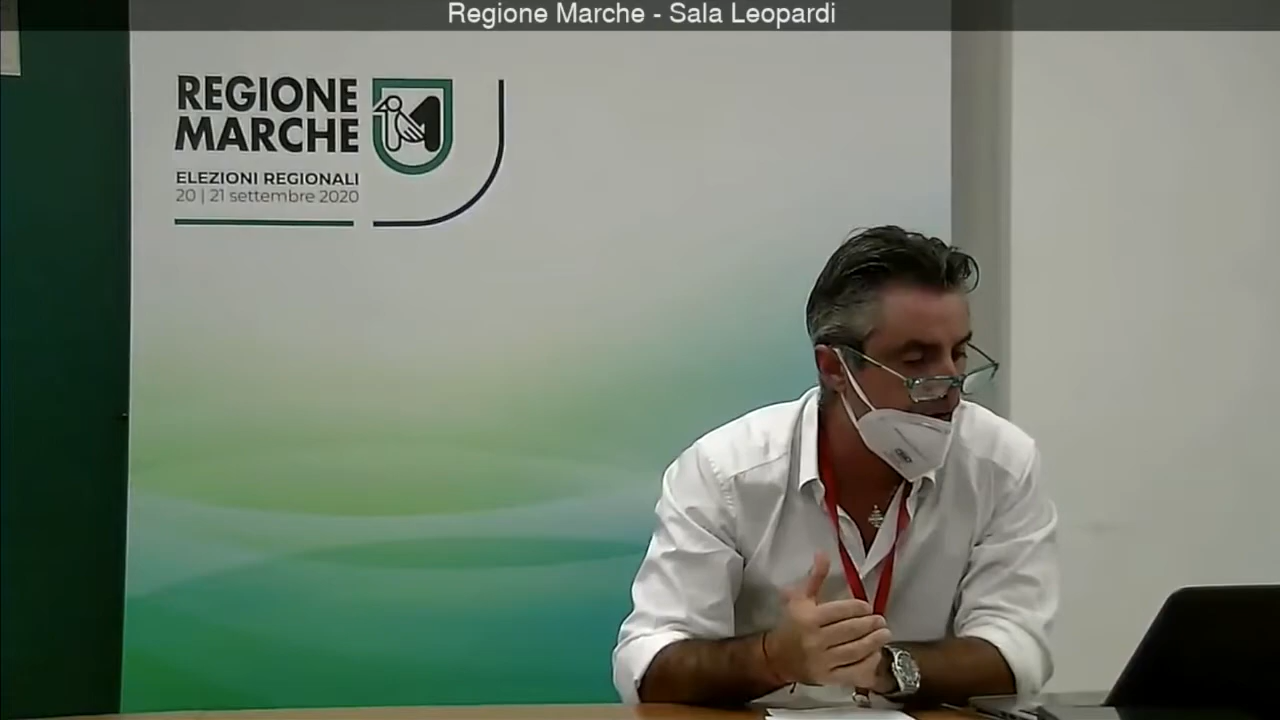 Regione Marche - Sala Leopardi
REGIONE
MARCHE
ELEZIONI REGIONALI
20 | 21 settembre 2020